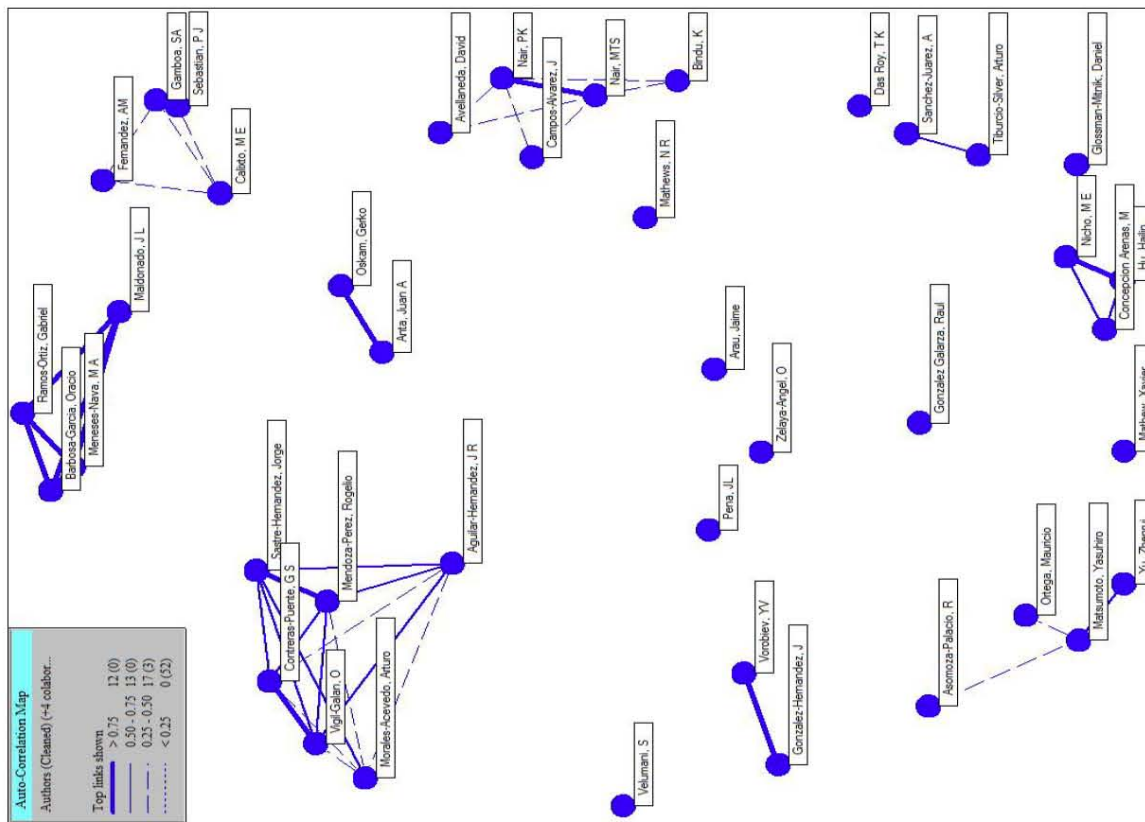 Auto-Correlation Map
Authors (Cleaned) (+4 colabor...
Top links shown
> 0.75 12 (0)
0.50 - 0.75 13 (0)
0.25 - 0.50 17 (3)
< 0.25 0 (52)
Ramos-Ortiz, Gabriel
Barbosa-Garcia, Oracio
Meneses-Nava, M A
Maldonado, J L
Fernandez, AM
Gamboa, SA
Sebastian, P J
Calixto, M E
Sastre-Hernandez, Jorge
Contreras-Puente, G S
Mendoza-Perez, Rogelio
Vigil-Galan, O
Morales-Acevedo, Arturo
Aguilar-Hernandez, J R
Oskam, Gerko
Anta, Juan A
Avellaneda, David
Nair, PK
Campos-Alvarez, J
Nair, MTS
Bindu, K
Mathews, N R
Velumani, S
Pena, JL
Arau, Jaime
Zelaya-Angel, O
Vorobiev, YV
Gonzalez-Hernandez, J
Das Roy, T K
Sanchez-Juarez, A
Tiburcio-Silver, Arturo
Gonzalez Galarza, Raul
Asomoza-Palacio, R
Ortega, Mauricio
Matsumoto, Yasuhiro
Glossman-Mitnik, Daniel
Nicho, M E
Concepcion Arenas, M
Hu, Hailin
Mathew, Xavier